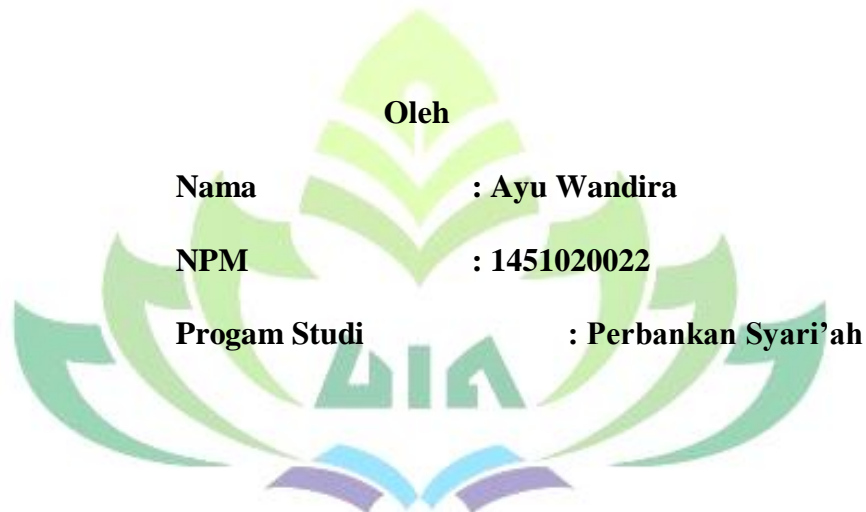 Oleh
Nama : Ayu Wandira
NPM : 1451020022
Progam Studi : Perbankan Syari’ah